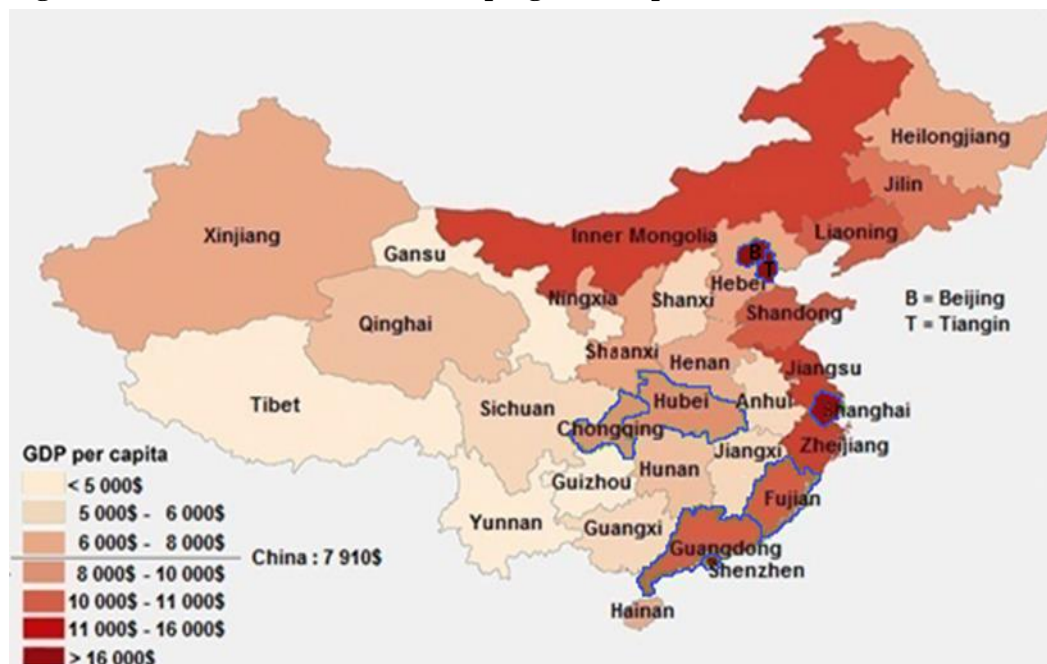 Heilongjiang
Jilin
Xinjiang
Inner Mongolia
Liaoning
Gansu
B
T
Hebei
B = Beijing
T = Tiangin
Ningxia
Shanxi
Shandong
Qinghai
Shaanxi
Henan
Jiangsu
Tibet
Sichuan
Hubei
Anhui
Shanghai
Chongqing
Zhejiang
GDP per capita
Jiangxi
Hunan
Guizhou
< 5 000$
Fujian
5 000$ - 6 000$
Yunnan
Guangxi
6 000$ - 8 000$
Guangdong
China : 7 910$
Shenzhen
8 000$ - 10 000$
10 000$ - 11 000$
Hainan
11 000$ - 16 000$
> 16 000$